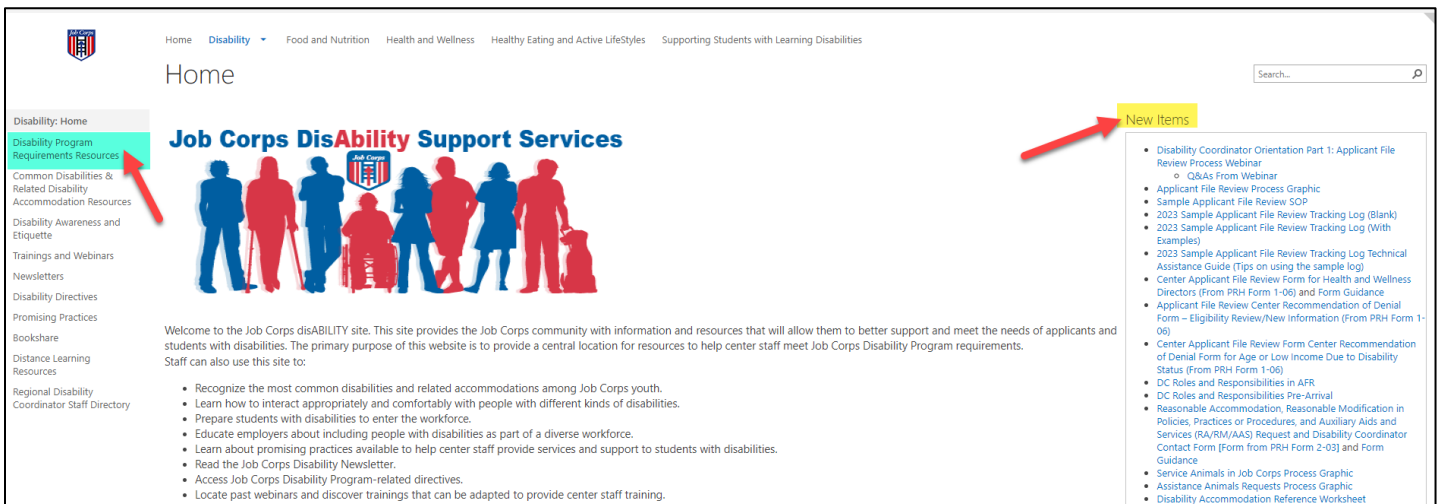 Job Corps
Home Disability Food and Nutrition Health and Wellness Healthy Eating and Active LifeStyles Supporting Students with Learning Disabilities
Home
Search...
Disability: Home
Disability Program
Requirements Resources
Common Disabilities &
Related Disability
Accommodation Resources
Disability Awareness and
Etiquette
Trainings and Webinars
Newsletters
Disability Directives
Promising Practices
Bookshare
Distance Learning
Resources
Regional Disability
Coordinator Staff Directory
Job Corps DisAbility Support Services
Job Corps
Welcome to the Job Corps disABILITY site. This site provides the Job Corps community with information and resources that will allow them to better support and meet the needs of applicants and
students with disabilities. The primary purpose of this website is to provide a central location for resources to help center staff meet Job Corps Disability Program requirements.
Staff can also use this site to:
• Recognize the most common disabilities and related accommodations among Job Corps youth.
• Learn how to interact appropriately and comfortably with people with different kinds of disabilities.
• Prepare students with disabilities to enter the workforce.
• Educate employers about including people with disabilities as part of a diverse workforce.
• Learn about promising practices available to help center staff provide services and support to students with disabilities.
• Read the Job Corps Disability Newsletter.
• Access Job Corps Disability Program-related directives.
• Locate past webinars and discover trainings that can be adapted to provide center staff training.
New Items
• Disability Coordinator Orientation Part 1: Applicant File
Review Process Webinar
○ Q&As From Webinar
• Applicant File Review Process Graphic
• Sample Applicant File Review SOP
• 2023 Sample Applicant File Review Tracking Log (Blank)
• 2023 Sample Applicant File Review Tracking Log (With
Examples)
• 2023 Sample Applicant File Review Tracking Log Technical
Assistance Guide (Tips on using the sample log)
• Center Applicant File Review Form for Health and Wellness
Directors (From PRH Form 1-06) and Form Guidance
• Applicant File Review Center Recommendation of Denial
Form – Eligibility Review/New Information (From PRH Form 1-
06)
• Center Applicant File Review Form Center Recommendation
of Denial Form for Age or Low Income Due to Disability
Status (From PRH Form 1-06)
• DC Roles and Responsibilities in AFR
• DC Roles and Responsibilities Pre-Arrival
• Reasonable Accommodation, Reasonable Modification in
Policies, Practices or Procedures, and Auxiliary Aids and
Services (RA/RM/AAS) Request and Disability Coordinator
Contact Form [Form from PRH Form 2-03] and Form
Guidance
• Service Animals in Job Corps Process Graphic
• Assistance Animals Requests Process Graphic
• Disability Accommodation Reference Worksheet